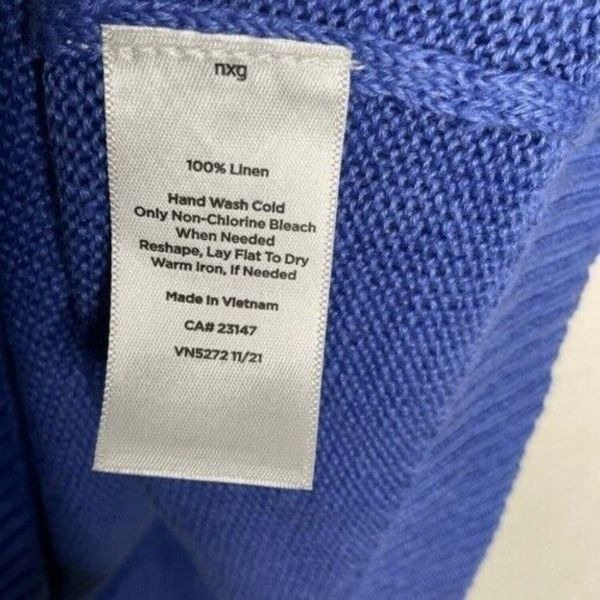 nxg
100% Linen
Hand Wash Cold
Only Non-Chlorine Bleach
When Needed
Reshape, Lay Flat To Dry
Warm Iron, If Needed
Made In Vietnam
CA# 23147
VN5272 11/21